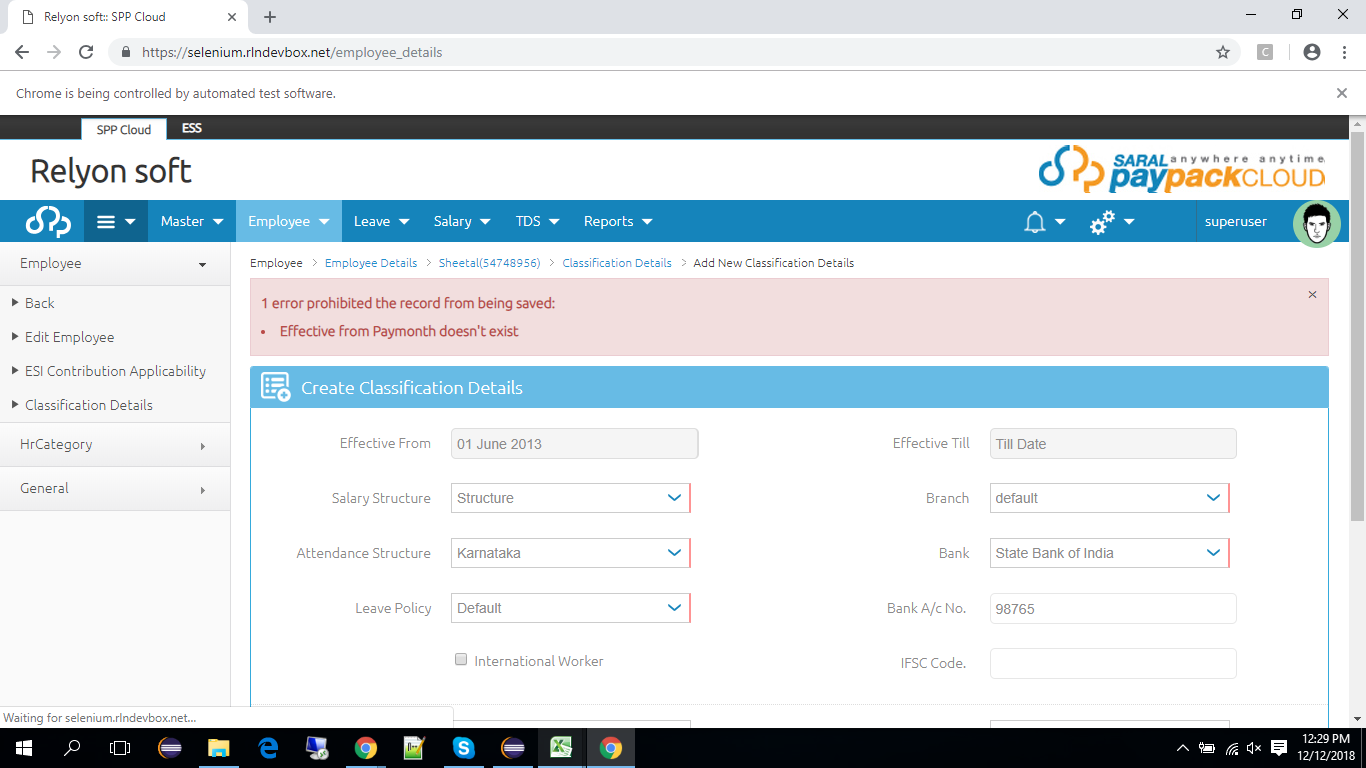 Relyon soft:: SPP Cloud
https://selenium.rlndevbox.net/employee_details
C
Chrome is being controlled by automated test software.
SPP Cloud ESS
Relyon soft
SARAL anywhere anytime
paypackCLOUD
Master Employee Leave Salary TDS Reports superuser
Employee
Back
Edit Employee
ESI Contribution Applicability
Classification Details
HrCategory
General
Employee > Employee Details > Sheetal(54748956) > Classification Details > Add New Classification Details
1 error prohibited the record from being saved:
• Effective from Paymonth doesn't exist
Create Classification Details
Effective From 01 June 2013 Effective Till Till Date
Salary Structure Structure Branch default
Attendance Structure Karnataka Bank State Bank of India
Leave Policy Default Bank A/c No. 98765
International Worker IFSC Code.
Waiting for selenium.rlndevbox.net...
12:29 PM
12/12/2018